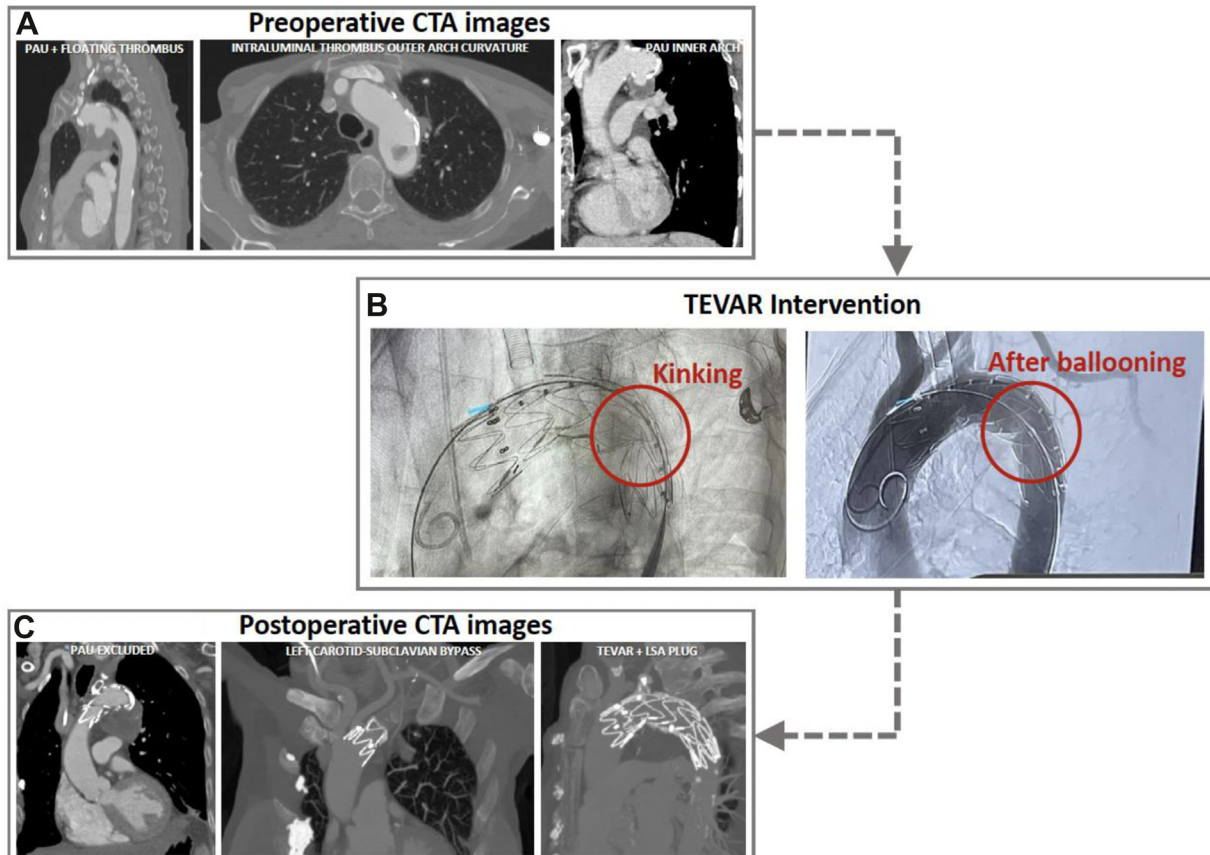 A
Preoperative CTA images
PAU + FLOATING THROMBUS
INTRALUMINAL THROMBUS OUTER ARCH CURVATURE
PAU INNER ARCH
B
TEVAR Intervention
Kinking
After ballooning
C
Postoperative CTA images
PAU EXCLUDED
LEFT CAROTID-SUBCLAVIAN BYPASS
TEVAR + LSA PLUG